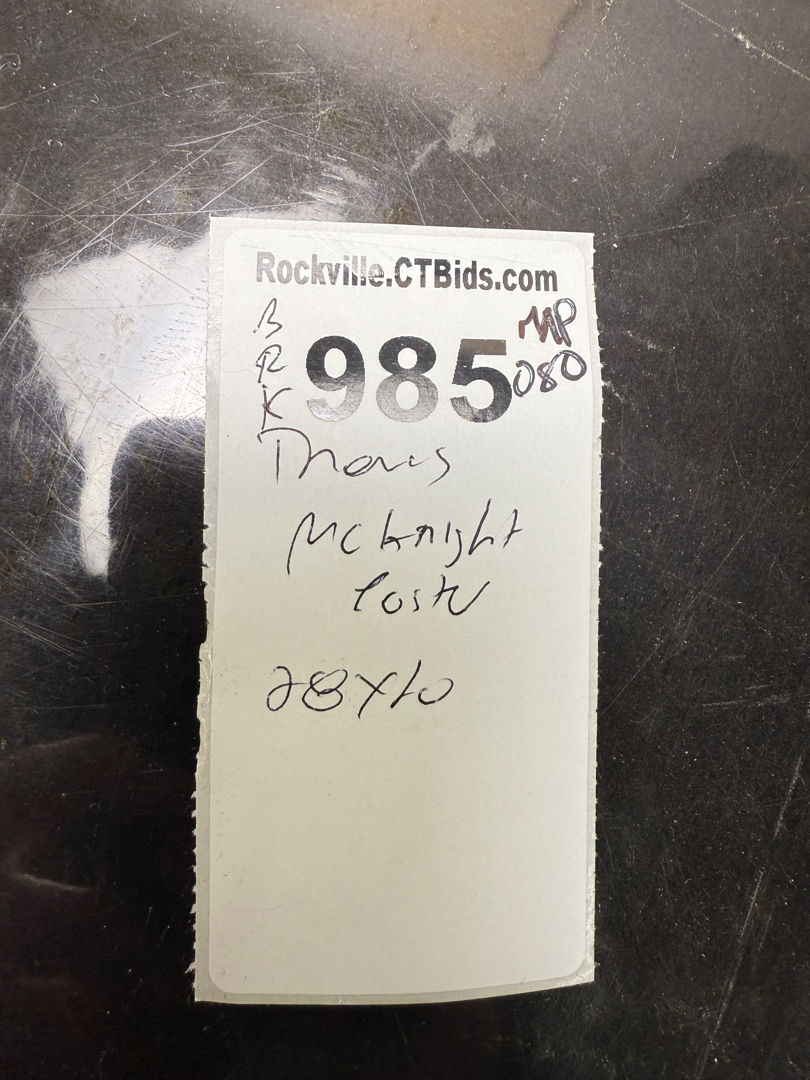 Rockville.CTBids.com
B
R
K
985
MP
080
Thomas
McKnight
Poster
28x40